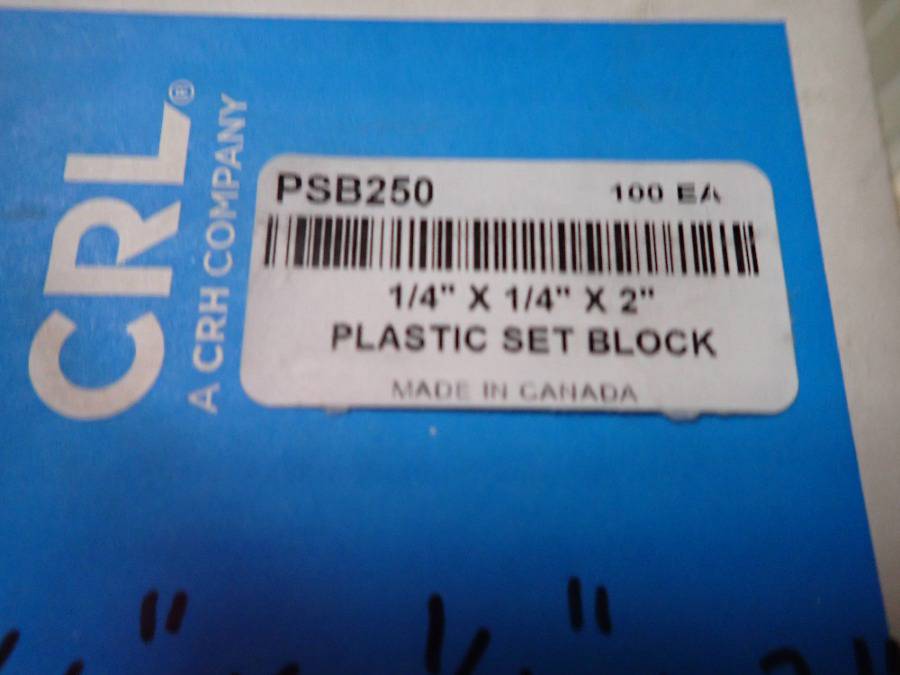 CRL®
A CRH COMPANY
PSB250 100 EA
1/4" X 1/4" X 2"
PLASTIC SET BLOCK
MADE IN CANADA